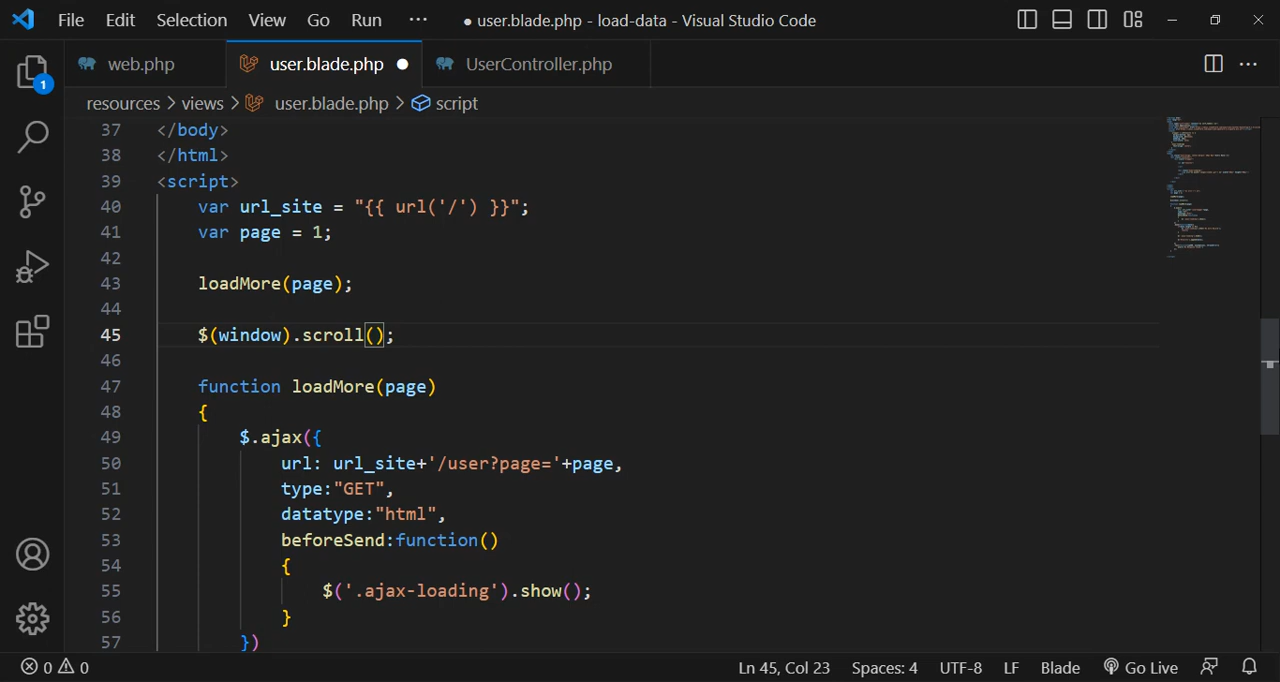 File Edit Selection View Go Run ··· ● user.blade.php - load-data - Visual Studio Code
web.php user.blade.php ● UserController.php ···
1
resources > views > user.blade.php > script
37 </body>
38 </html>
39 <script>
40 var url_site = "{{ url('/') }}";
41 var page = 1;
42
43 loadMore(page);
44
45 $(window).scroll();
46
47 function loadMore(page)
48 {
49 $.ajax({
50 url: url_site+'/user?page='+page,
51 type:"GET",
52 datatype:"html",
53 beforeSend:function()
54 {
55 $('.ajax-loading').show();
56 }
57 })
0 0 Ln 45, Col 23 Spaces: 4 UTF-8 LF Blade Go Live